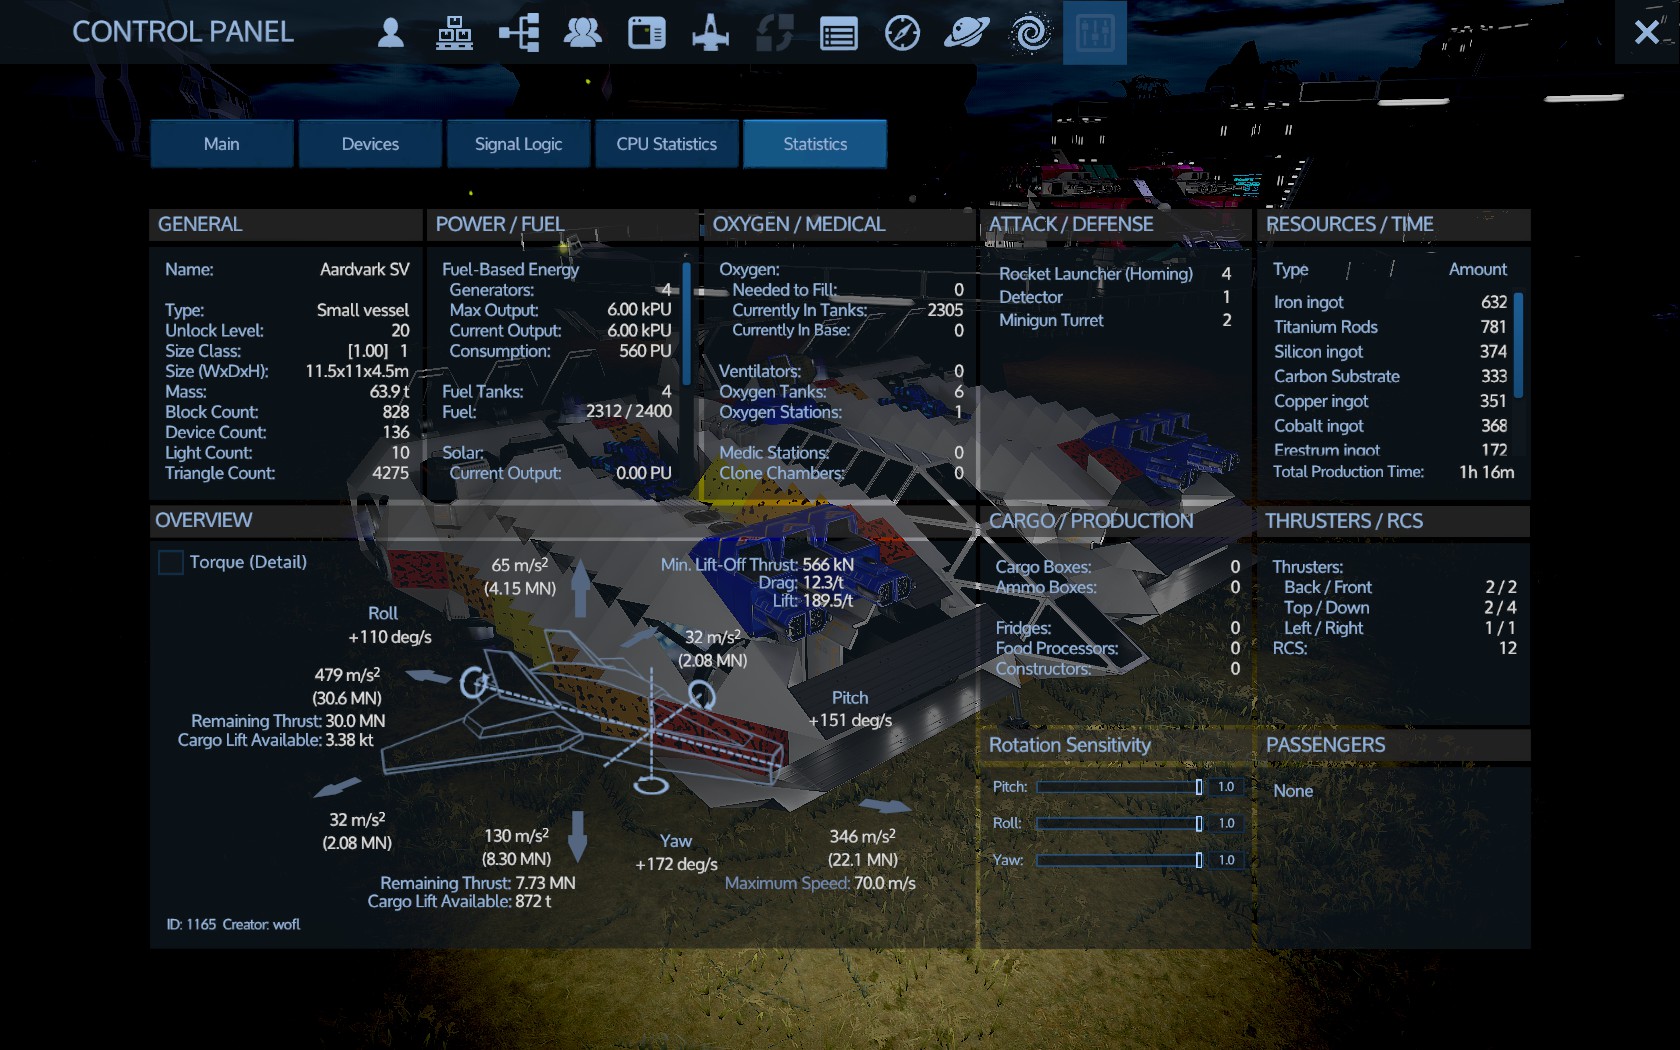 CONTROL PANEL
Main
Devices
Signal Logic
CPU Statistics
Statistics
GENERAL
Name: Aardvark SV
Type: Small vessel
Unlock Level: 20
Size Class: [1.00] 1
Size (WxDxH): 11.5x11x4.5m
Mass: 63.9 t
Block Count: 828
Device Count: 136
Light Count: 10
Triangle Count: 4275
POWER / FUEL
Fuel-Based Energy
Generators: 4
Max Output: 6.00 kPU
Current Output: 6.00 kPU
Consumption: 560 PU
Fuel Tanks: 4
Fuel: 2312 / 2400
Solar:
Current Output: 0.00 PU
OXYGEN / MEDICAL
Oxygen:
Needed to Fill: 0
Currently In Tanks: 2305
Currently In Base: 0
Ventilators: 0
Oxygen Tanks: 6
Oxygen Stations: 1
Medic Stations: 0
Clone Chambers: 0
ATTACK / DEFENSE
Rocket Launcher (Homing) 4
Detector 1
Minigun Turret 2
RESOURCES / TIME
Type Amount
Iron ingot 632
Titanium Rods 781
Silicon ingot 374
Carbon Substrate 333
Copper ingot 351
Cobalt ingot 368
Erestrum ingot 172
Total Production Time: 1h 16m
OVERVIEW
Torque (Detail)
65 m/s²
(4.15 MN)
Min. Lift-Off Thrust: 566 kN
Drag: 12.3/t
Lift: 189.5/t
Roll
+110 deg/s
32 m/s²
(2.08 MN)
479 m/s²
(30.6 MN)
Remaining Thrust: 30.0 MN
Cargo Lift Available: 3.38 kt
Pitch
+151 deg/s
32 m/s²
(2.08 MN)
130 m/s²
(8.30 MN)
Remaining Thrust: 7.73 MN
Cargo Lift Available: 872 t
Yaw
+172 deg/s
346 m/s²
(22.1 MN)
Maximum Speed: 70.0 m/s
ID: 1165 Creator: wofl
CARGO / PRODUCTION
Cargo Boxes: 0
Ammo Boxes: 0
Fridges: 0
Food Processors: 0
Constructors: 0
THRUSTERS / RCS
Thrusters:
Back / Front 2 / 2
Top / Down 2 / 4
Left / Right 1 / 1
RCS: 12
Rotation Sensitivity
Pitch: 1.0
Roll: 1.0
Yaw: 1.0
PASSENGERS
None